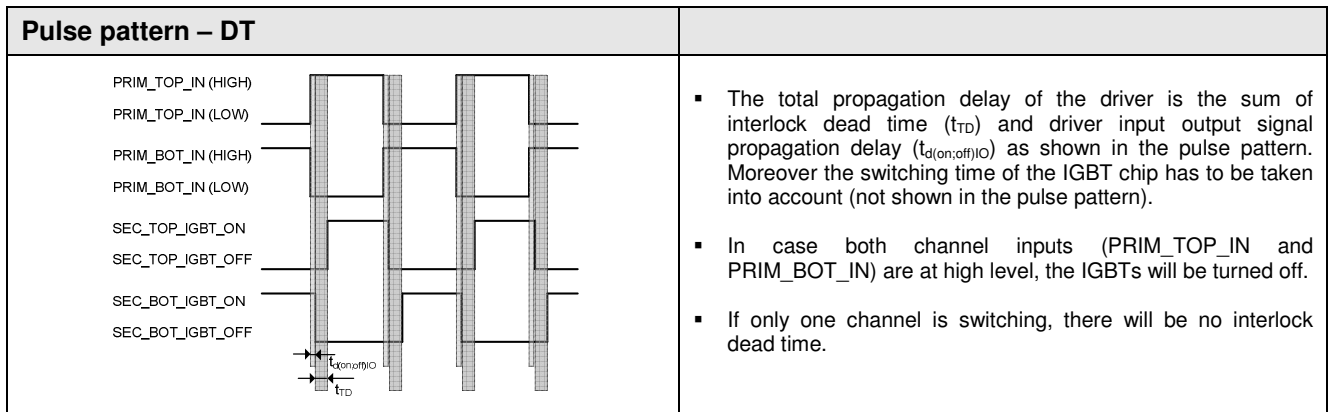 Pulse pattern – DT
PRIM_TOP_IN (HIGH)
PRIM_TOP_IN (LOW)
PRIM_BOT_IN (HIGH)
PRIM_BOT_IN (LOW)
SEC_TOP_IGBT_ON
SEC_TOP_IGBT_OFF
SEC_BOT_IGBT_ON
SEC_BOT_IGBT_OFF
td(on;off)IO
tTD
▪ The total propagation delay of the driver is the sum of
interlock dead time (tTD) and driver input output signal
propagation delay (td(on;off)IO) as shown in the pulse pattern.
Moreover the switching time of the IGBT chip has to be taken
into account (not shown in the pulse pattern).
▪ In case both channel inputs (PRIM_TOP_IN and
PRIM_BOT_IN) are at high level, the IGBTs will be turned off.
▪ If only one channel is switching, there will be no interlock
dead time.